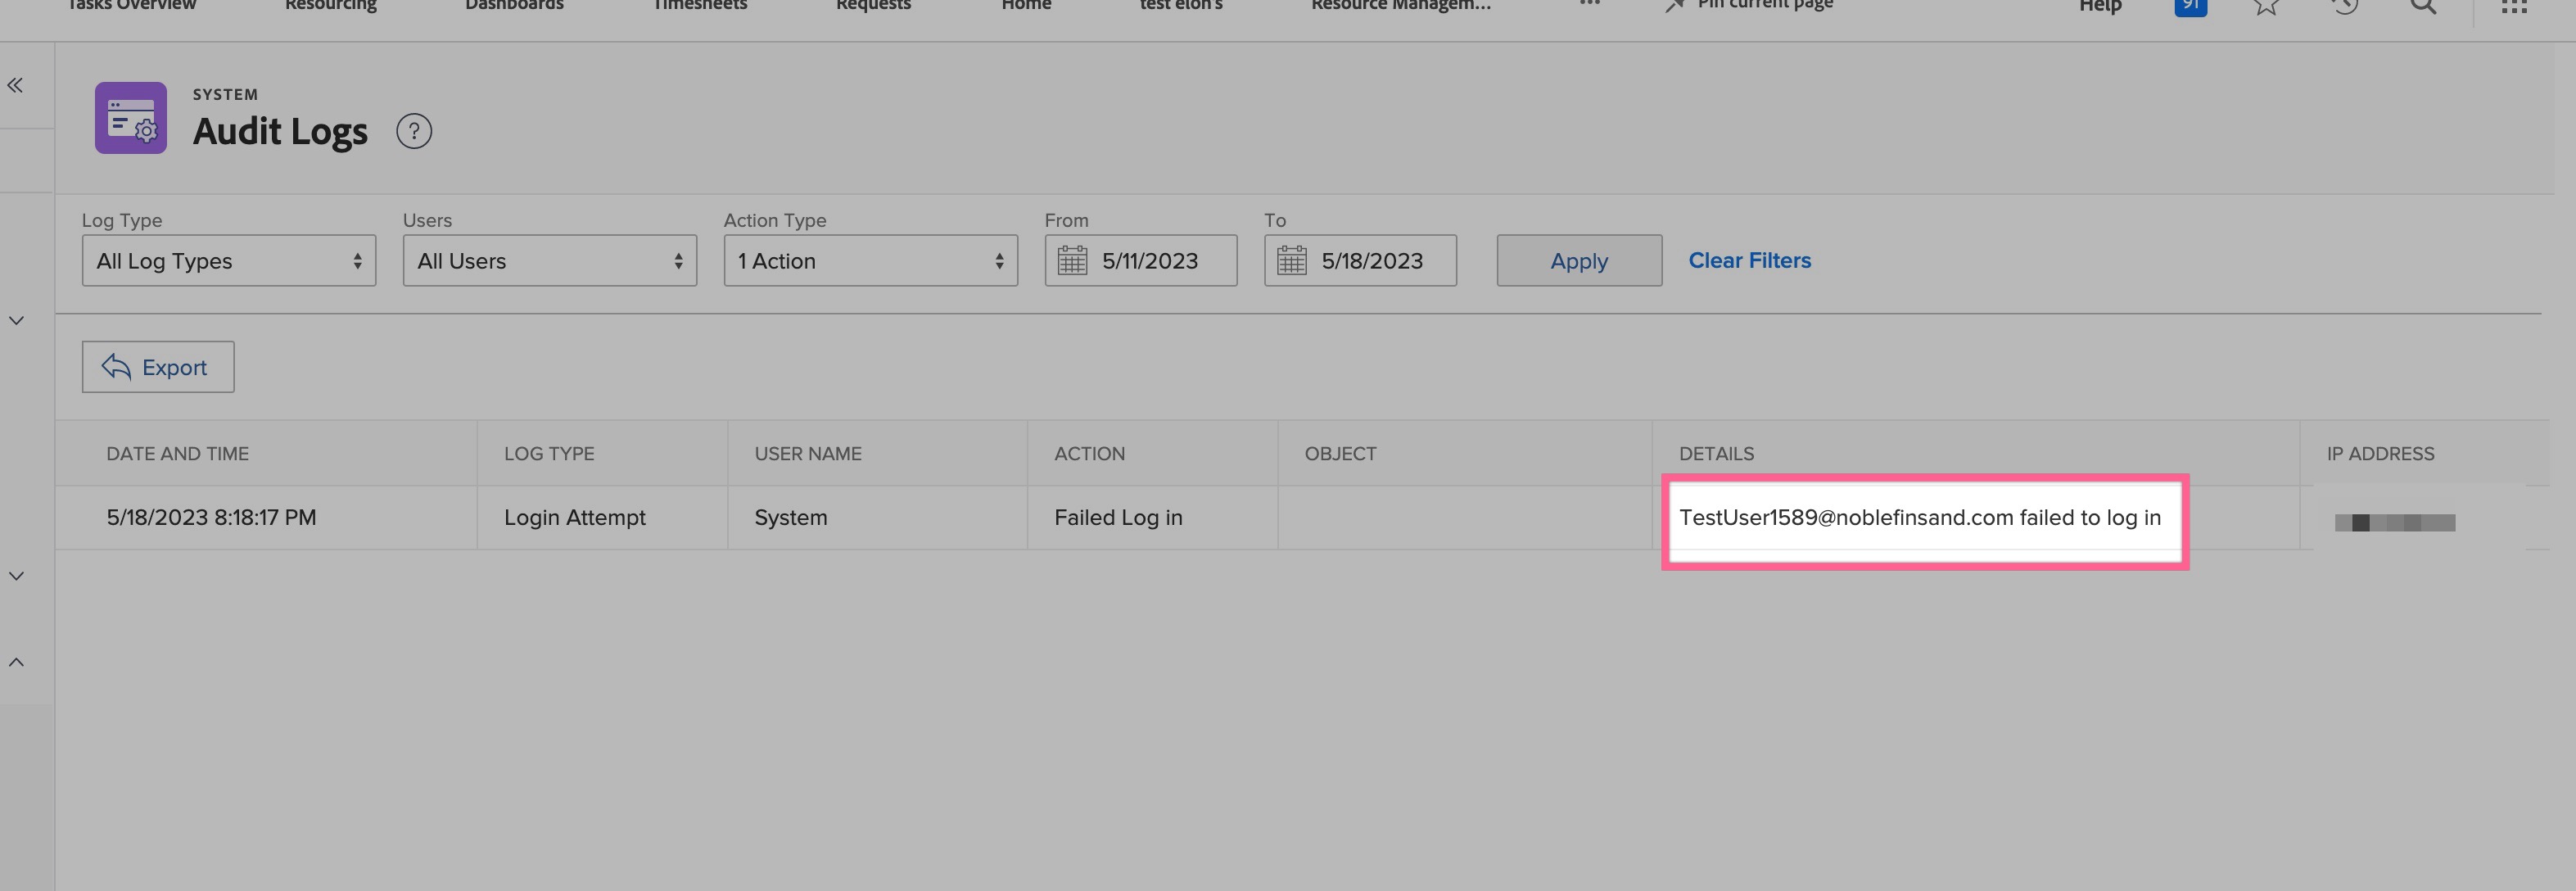 Tasks Overview Resourcing Dashboards Timesheets Requests Home test elon's Resource Managem... ... Pin current page Help 91
SYSTEM
Audit Logs ?
Log Type Users Action Type From To
All Log Types All Users 1 Action 5/11/2023 5/18/2023 Apply Clear Filters
Export
DATE AND TIME LOG TYPE USER NAME ACTION OBJECT DETAILS IP ADDRESS
5/18/2023 8:18:17 PM Login Attempt System Failed Log in TestUser1589@noblefinsand.com failed to log in